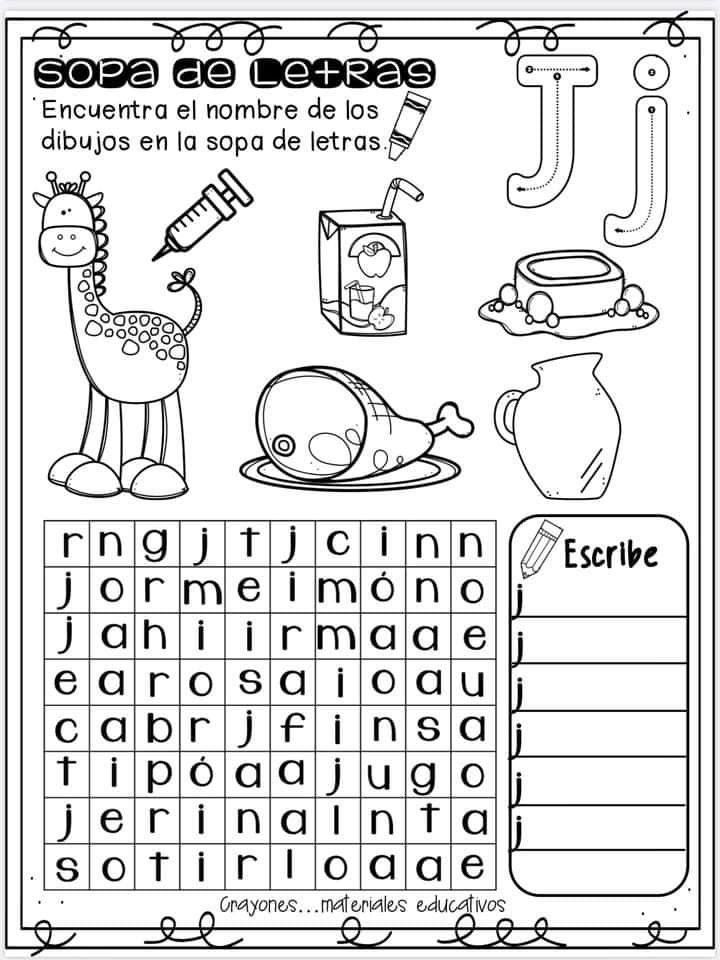 SOPA de LetRAS
Encuentra el nombre de los
dibujos en la sopa de letras.
J j
r n g j t j c i n n
j o r m e i m ó n o
j a h i i r m a a e
e a r o s a i o a u
c a b r j f i n s a
t i p ó a a j u g o
j e r i n a l n t a
s o t i r l o a a e
Escribe
j
j
j
j
j
j
Crayones...materiales educativos